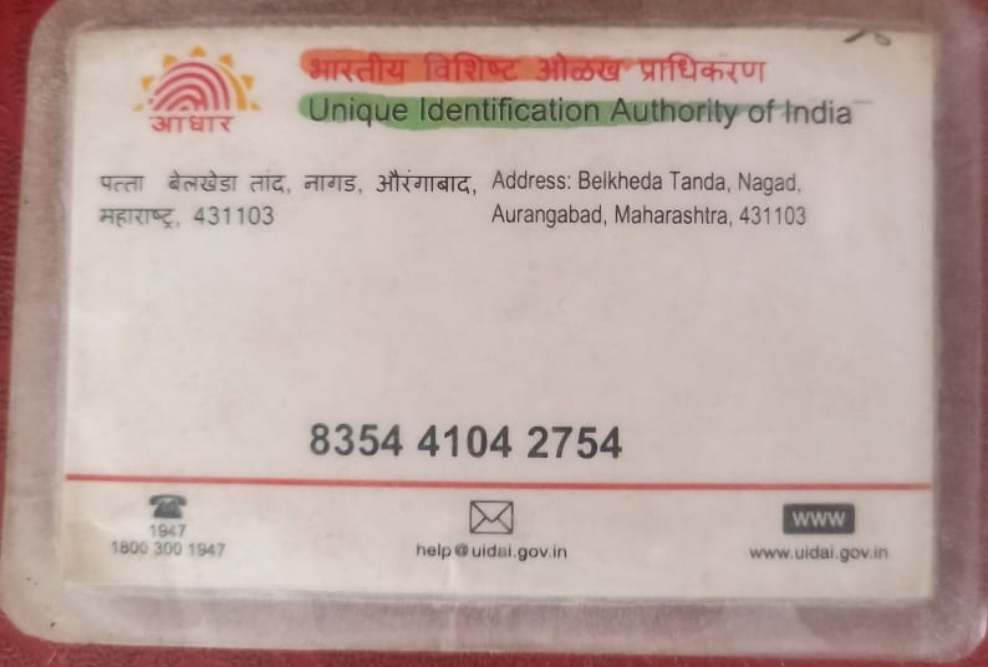 भारतीय विशिष्ट ओळख प्राधिकरण
Unique Identification Authority of India
आधार
पत्ता बेलखेडा तांद, नागड, औरंगाबाद,
महाराष्ट्र, 431103
Address: Belkheda Tanda, Nagad,
Aurangabad, Maharashtra, 431103
8354 4104 2754
1947
1800 300 1947
help@uidai.gov.in
www
www.uidai.gov.in